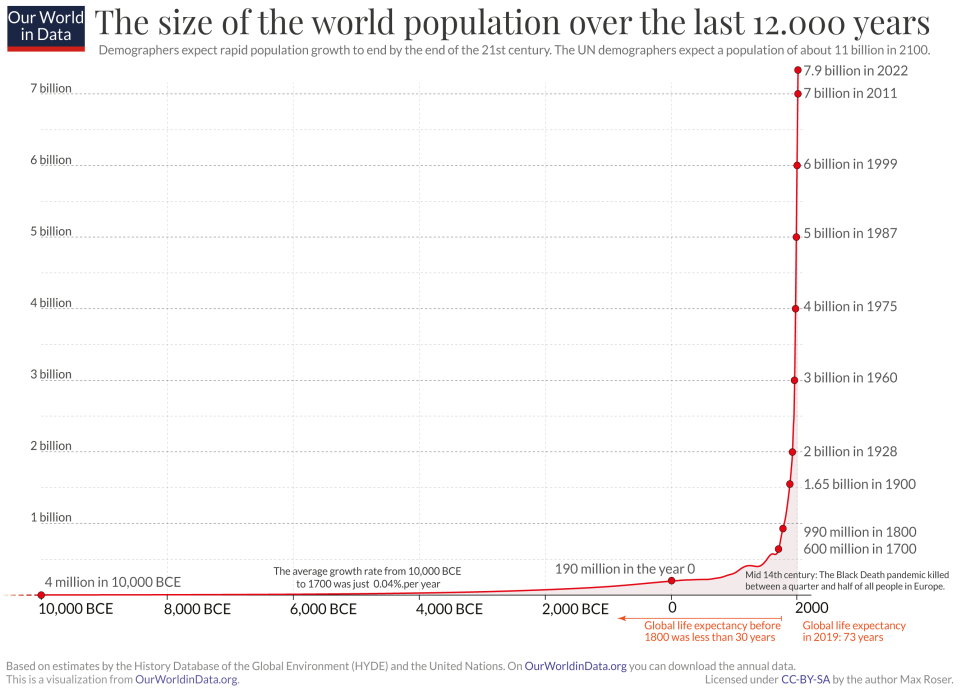 Our World
in Data
The size of the world population over the last 12.000 years
Demographers expect rapid population growth to end by the end of the 21st century. The UN demographers expect a population of about 11 billion in 2100.
7.9 billion in 2022
7 billion
7 billion in 2011
6 billion
6 billion in 1999
5 billion
5 billion in 1987
4 billion
4 billion in 1975
3 billion
3 billion in 1960
2 billion
2 billion in 1928
1.65 billion in 1900
1 billion
990 million in 1800
600 million in 1700
4 million in 10,000 BCE
The average growth rate from 10,000 BCE
to 1700 was just 0.04%.per year
190 million in the year 0
Mid 14th century: The Black Death pandemic killed
between a quarter and half of all people in Europe.
10,000 BCE
8,000 BCE
6,000 BCE
4,000 BCE
2,000 BCE
0
2000
Global life expectancy before
1800 was less than 30 years
Global life expectancy
in 2019: 73 years
Based on estimates by the History Database of the Global Environment (HYDE) and the United Nations. On OurWorldinData.org you can download the annual data.
This is a visualization from OurWorldinData.org.
Licensed under CC-BY-SA by the author Max Roser.